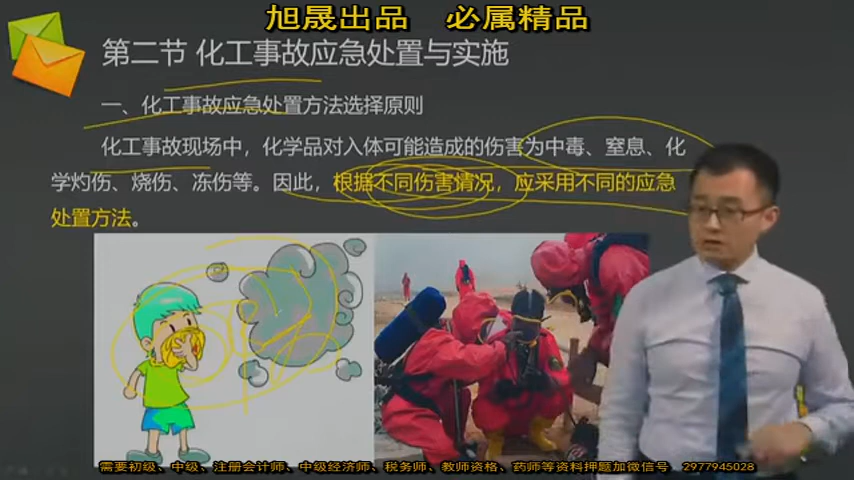 旭晟出品 必属精品
第二节 化工事故应急处置与实施
一、化工事故应急处置方法选择原则
化工事故现场中，化学品对人体可能造成的伤害为中毒、窒息、化
学灼伤、烧伤、冻伤等。因此，根据不同伤害情况，应采用不同的应急
处置方法。
需要初级、中级、注册会计师、中级经济师、税务师、教师资格、药师等资料押题加微信号 2977945028